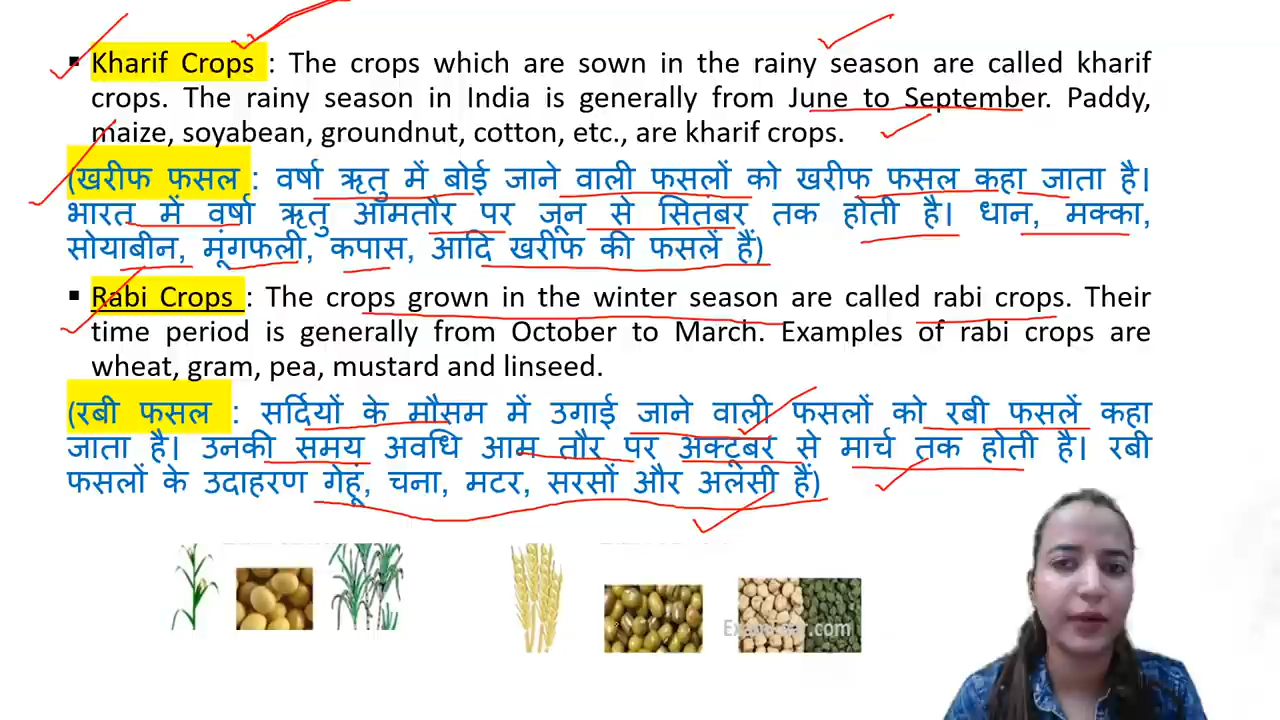 ▪ Kharif Crops : The crops which are sown in the rainy season are called kharif
crops. The rainy season in India is generally from June to September. Paddy,
maize, soyabean, groundnut, cotton, etc., are kharif crops.
(खरीफ फसल : वर्षा ऋतु में बोई जाने वाली फसलों को खरीफ फसल कहा जाता है।
भारत में वर्षा ऋतु आमतौर पर जून से सितंबर तक होती है। धान, मक्का,
सोयाबीन, मूंगफली, कपास, आदि खरीफ की फसलें हैं)
▪ Rabi Crops : The crops grown in the winter season are called rabi crops. Their
time period is generally from October to March. Examples of rabi crops are
wheat, gram, pea, mustard and linseed.
(रबी फसल : सर्दियों के मौसम में उगाई जाने वाली फसलों को रबी फसलें कहा
जाता है। उनकी समय अवधि आम तौर पर अक्टूबर से मार्च तक होती है। रबी
फसलों के उदाहरण गेहूं, चना, मटर, सरसों और अलसी हैं)